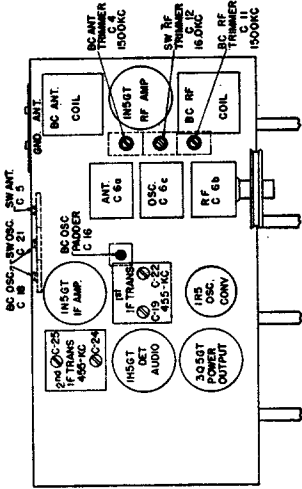 BC ANT
TRIMMER
C 4
1500KC
SW RF
TRIMMER
C 12
16.0KC
BC RF
TRIMMER
C 11
1500KC
GND. ANT.
SW ANT.
C 5
SW OSC.
C 21
BC OSC.
C 18
BC ANT
COIL
1N5GT
RF AMP
BC RF
COIL
ANT.
C 6a
OSC.
C 6c
RF
C 6b
BC OSC
PADDER
C 16
1N5GT
IF AMP.
1st
IF TRANS
455-KC
C-22
C-19
1R5
OSC.
CONV.
2nd
IF TRANS
455-KC
C-25
C-24
1H5GT
DET
AUDIO
3Q5GT
POWER
OUTPUT